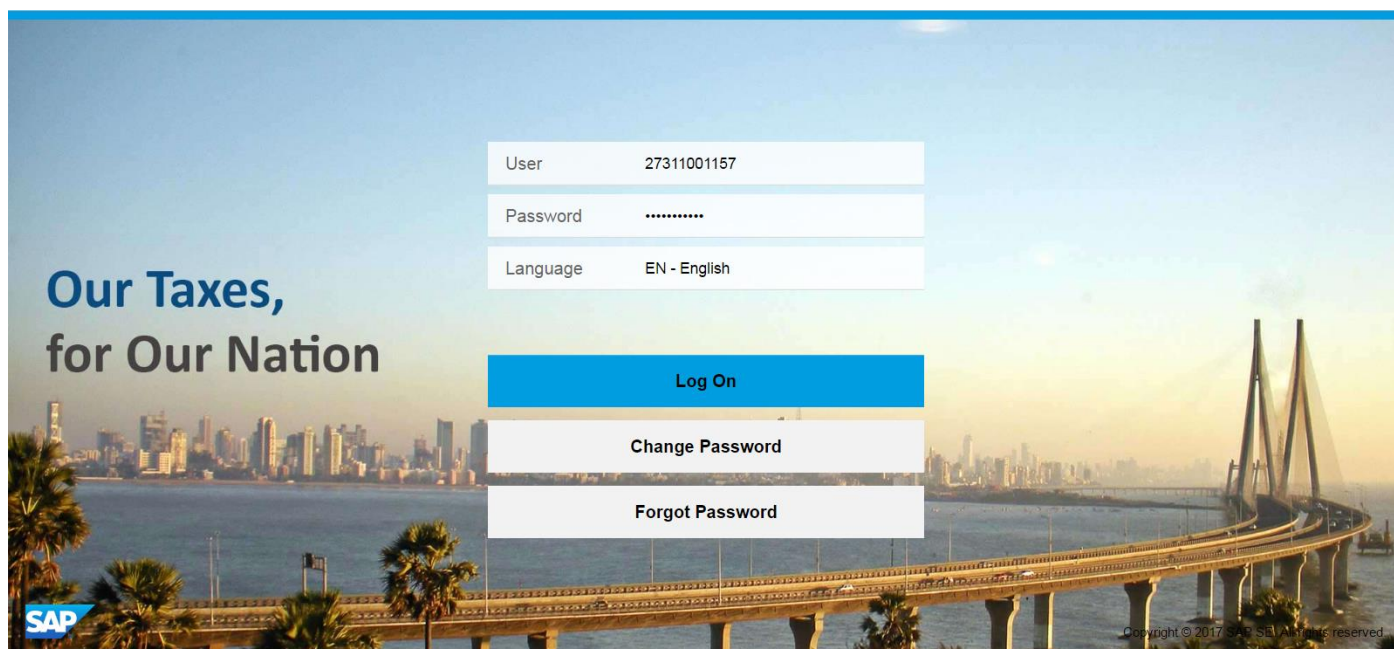 User 27311001157
Password •••••••••••
Language EN - English
Our Taxes,
for Our Nation
Log On
Change Password
Forgot Password
SAP
Copyright © 2017 SAP SE. All rights reserved